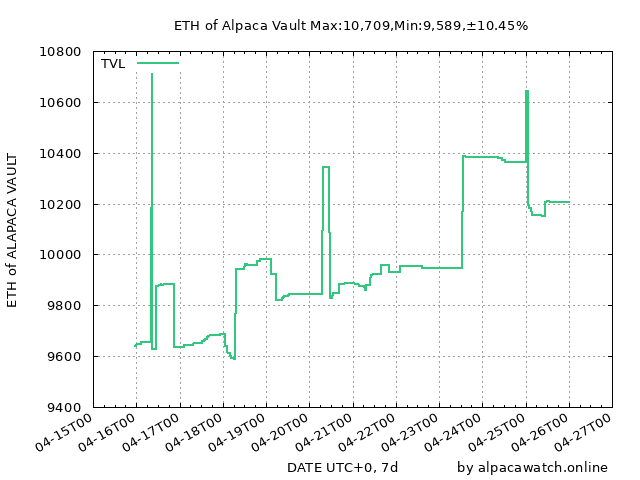 ETH of Alpaca Vault Max:10,709,Min:9,589,±10.45%
TVL
10800
10600
10400
10200
10000
9800
9600
9400
ETH of ALAPACA VAULT
04-15T00
04-16T00
04-17T00
04-18T00
04-19T00
04-20T00
04-21T00
04-22T00
04-23T00
04-24T00
04-25T00
04-26T00
04-27T00
DATE UTC+0, 7d
by alpacawatch.online